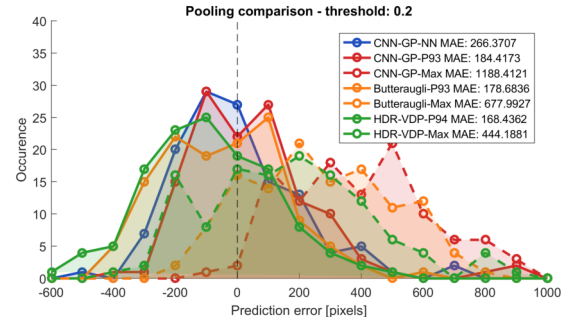 Pooling comparison - threshold: 0.2
40
35
30
25
20
15
10
5
0
Occurence
CNN-GP-NN MAE: 266.3707
CNN-GP-P93 MAE: 184.4173
CNN-GP-Max MAE: 1188.4121
Butteraugli-P93 MAE: 178.6836
Butteraugli-Max MAE: 677.9927
HDR-VDP-P94 MAE: 168.4362
HDR-VDP-Max MAE: 444.1881
-600 -400 -200 0 200 400 600 800 1000
Prediction error [pixels]